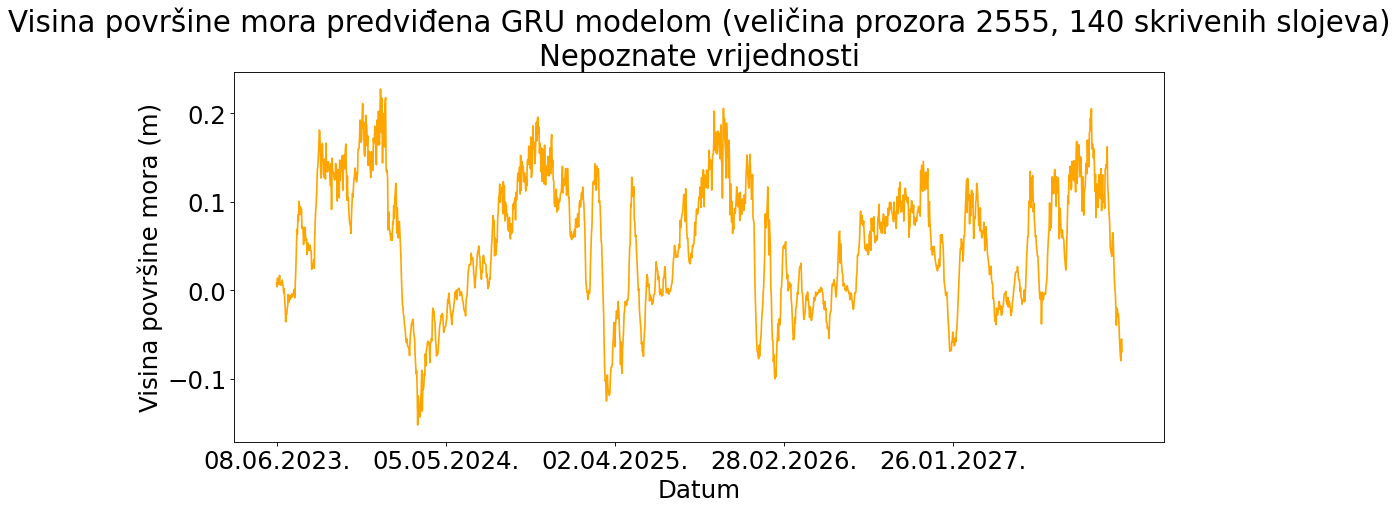 Visina površine mora predviđena GRU modelom (veličina prozora 2555, 140 skrivenih slojeva)
Nepoznate vrijednosti
Visina površine mora (m)
0.2
0.1
0.0
−0.1
08.06.2023. 05.05.2024. 02.04.2025. 28.02.2026. 26.01.2027.
Datum